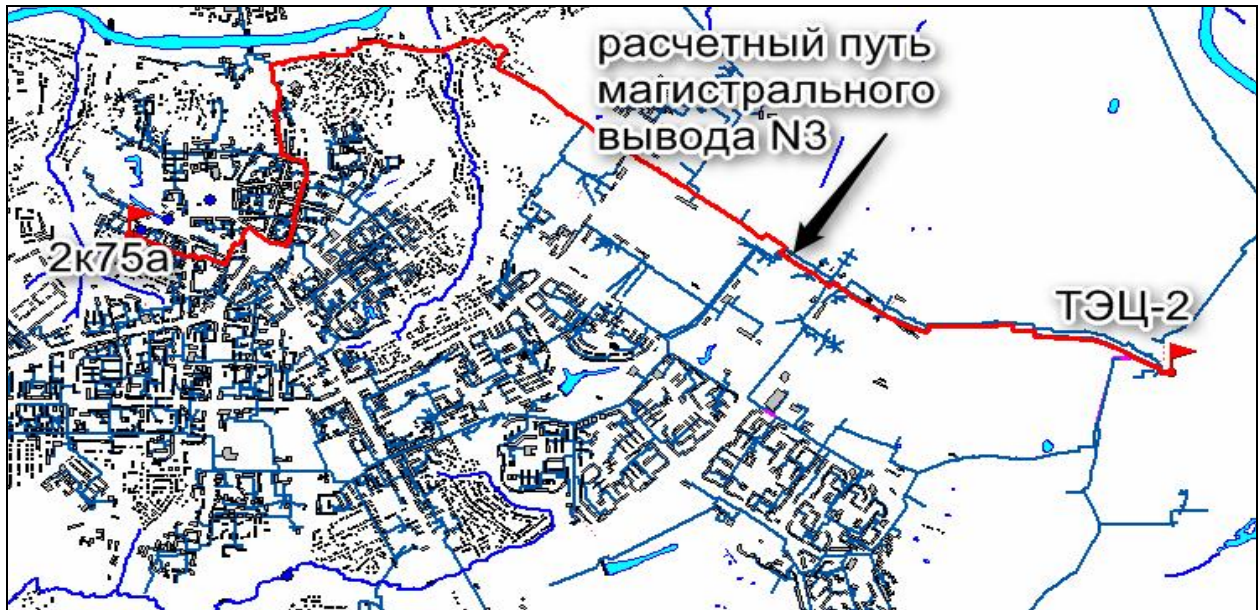 расчетный путь
магистрального
вывода N3
2к75а
ТЭЦ-2